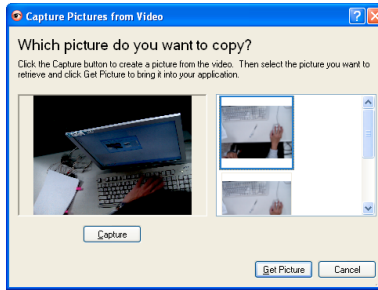 Capture Pictures from Video
Which picture do you want to copy?
Click the Capture button to create a picture from the video. Then select the picture you want to
retrieve and click Get Picture to bring it into your application.
Capture
Get Picture
Cancel